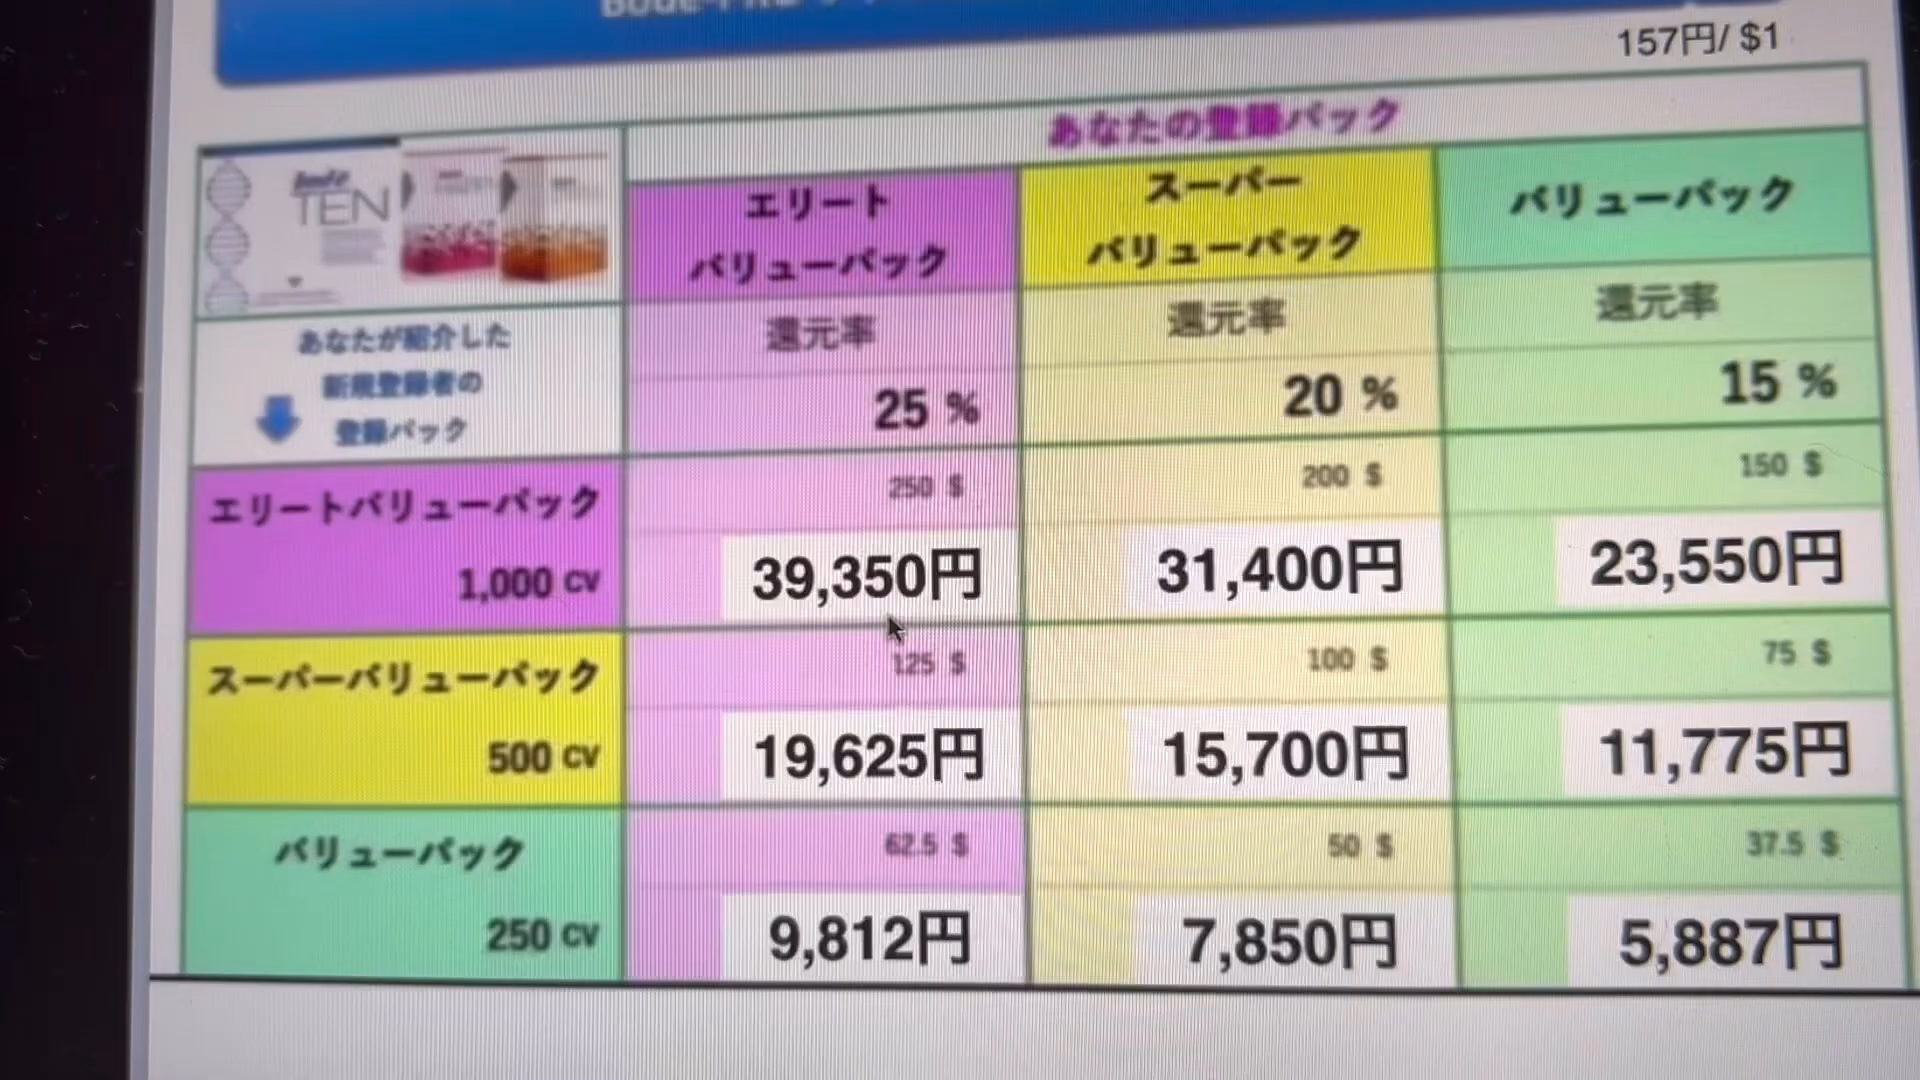 157円/ $1
あなたの登録パック
TEN
エリート
バリューパック
スーパー
バリューパック
バリューパック
あなたが紹介した
新規登録者の
登録パック
還元率
還元率
還元率
25 %
20 %
15 %
エリートバリューパック
1,000 CV
250 $
200 $
150 $
39,350円
31,400円
23,550円
スーパーバリューパック
500 CV
125 $
100 $
75 $
19,625円
15,700円
11,775円
バリューパック
250 CV
62.5 $
50 $
37.5 $
9,812円
7,850円
5,887円